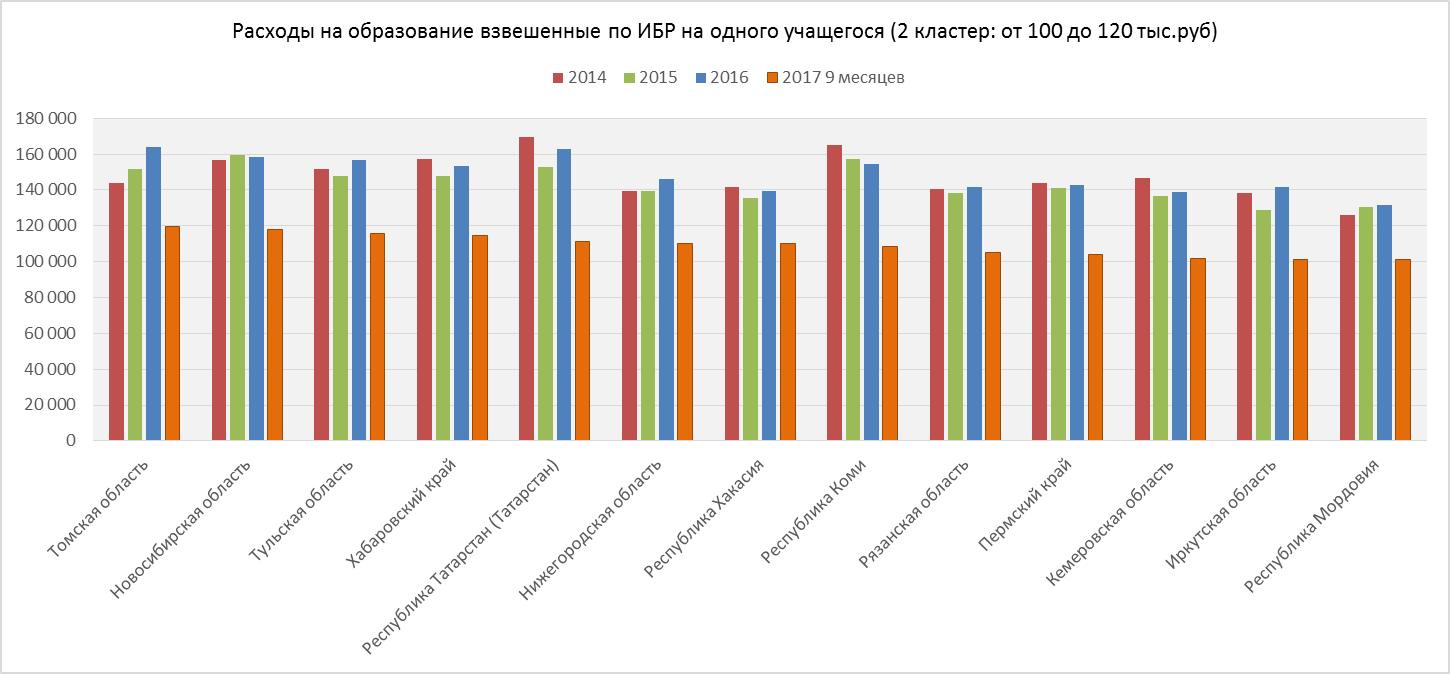 Расходы на образование взвешенные по ИБР на одного учащегося (2 кластер: от 100 до 120 тыс.руб)
2014 2015 2016 2017 9 месяцев
180 000
160 000
140 000
120 000
100 000
80 000
60 000
40 000
20 000
0
Томская область
Новосибирская область
Тульская область
Хабаровский край
Республика Татарстан (Татарстан)
Нижегородская область
Республика Хакасия
Республика Коми
Рязанская область
Пермский край
Кемеровская область
Иркутская область
Республика Мордовия